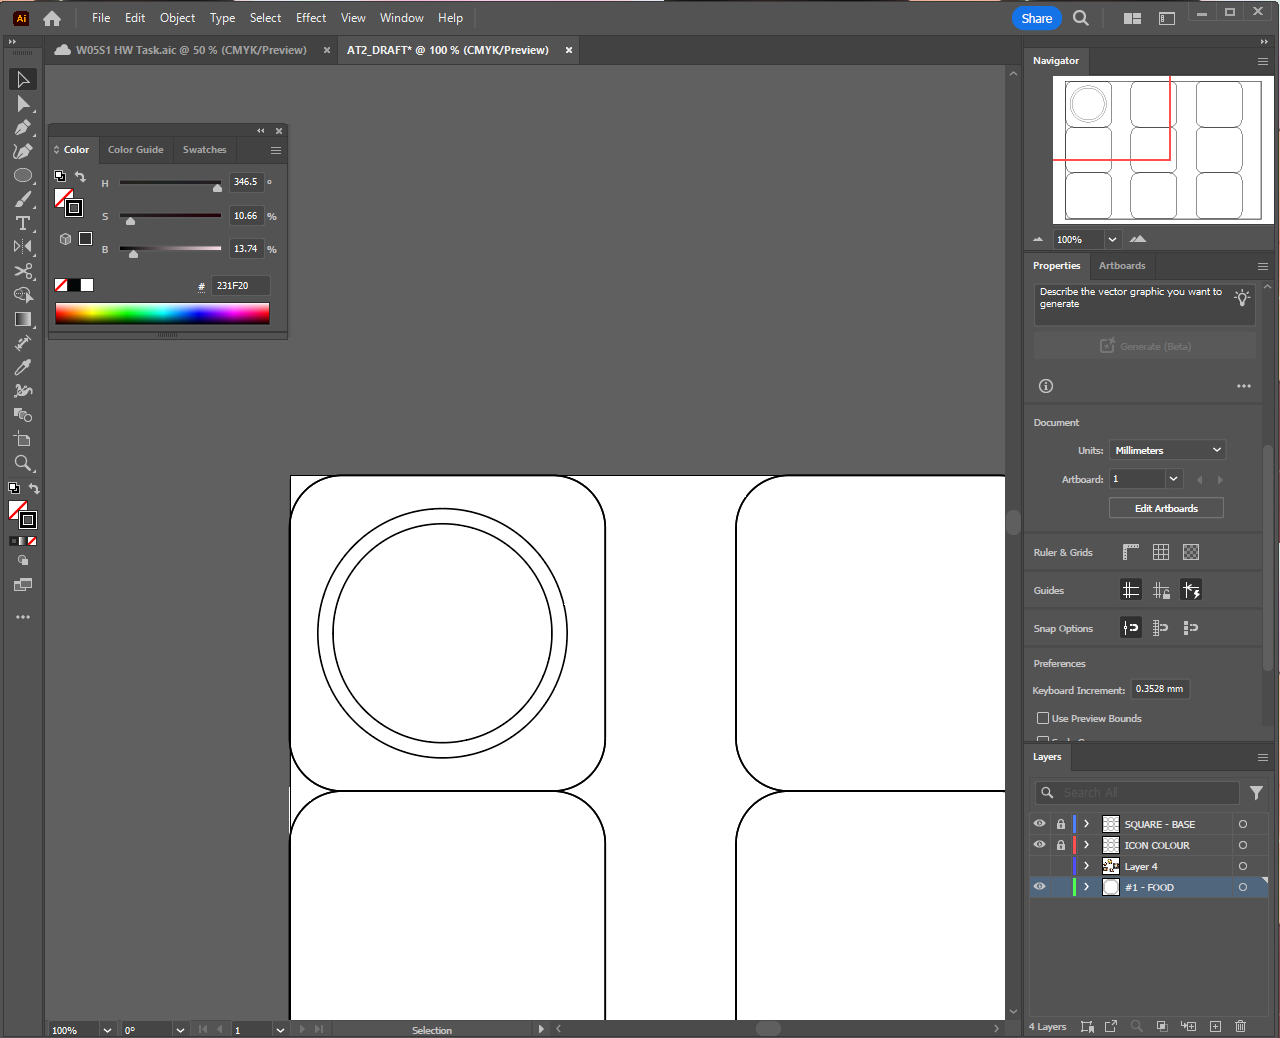 Ai File Edit Object Type Select Effect View Window Help Share
W05S1 HW Task.aic @ 50 % (CMYK/Preview) × AT2_DRAFT* @ 100 % (CMYK/Preview) ×
Color Color Guide Swatches
H 346.5 °
S 10.66 %
B 13.74 %
# 231F20
Navigator
100%
Properties Artboards
Describe the vector graphic you want to
generate
Generate (Beta)
Document
Units: Millimeters
Artboard: 1
Edit Artboards
Ruler & Grids
Guides
Snap Options
Preferences
Keyboard Increment: 0.3528 mm
Use Preview Bounds
Layers
Search All
SQUARE - BASE
ICON COLOUR
Layer 4
#1 - FOOD
4 Layers
100% 0° 1 Selection